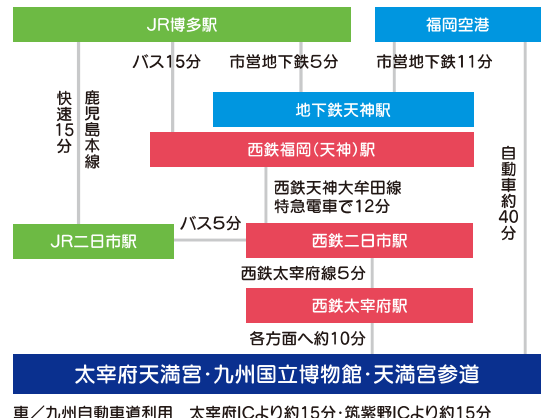 JR博多駅
福岡空港
バス15分
市営地下鉄5分
市営地下鉄11分
地下鉄天神駅
快速15分
鹿児島本線
西鉄福岡(天神)駅
自動車約40分
西鉄天神大牟田線
特急電車で12分
バス5分
JR二日市駅
西鉄二日市駅
西鉄太宰府線5分
西鉄太宰府駅
各方面へ約10分
太宰府天満宮・九州国立博物館・天満宮参道
車/九州自動車道利用　太宰府ICより約15分・筑紫野ICより約15分